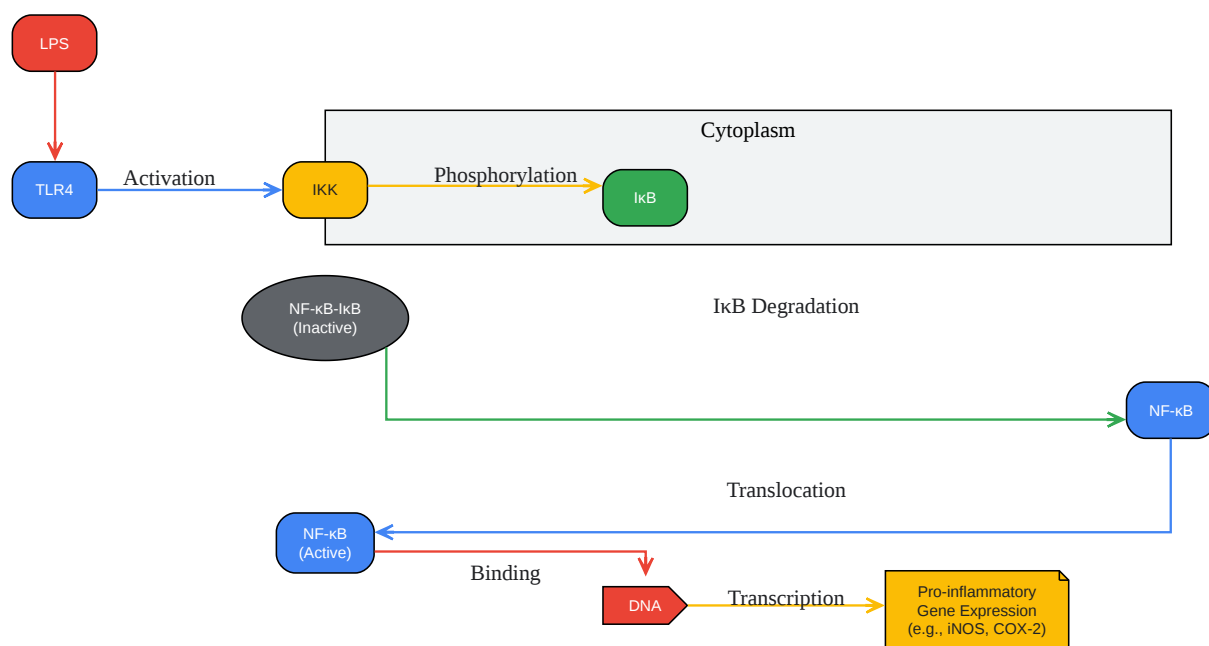 LPS
Cytoplasm
TLR4
Activation
IKK
Phosphorylation
IκB
NF-κB-IκB
(Inactive)
IκB Degradation
NF-κB
Translocation
NF-κB
(Active)
Binding
DNA
Transcription
Pro-inflammatory
Gene Expression
(e.g., iNOS, COX-2)